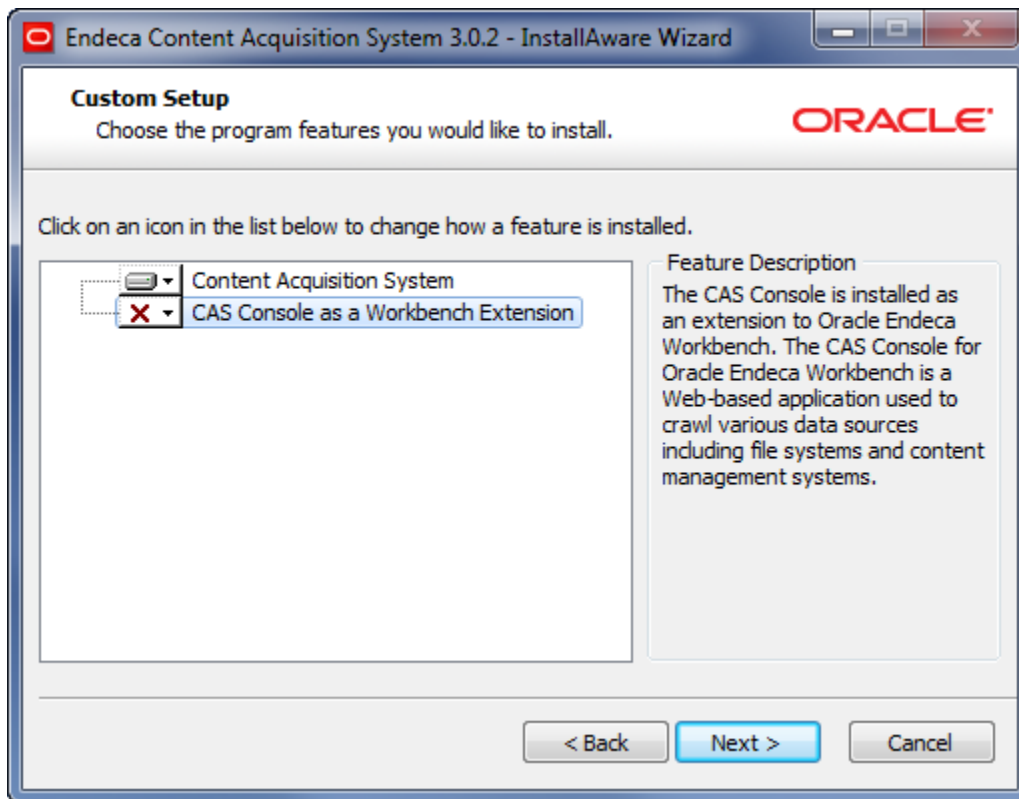 Endeca Content Acquisition System 3.0.2 - InstallAware Wizard
Custom Setup
Choose the program features you would like to install.
ORACLE
Click on an icon in the list below to change how a feature is installed.
Content Acquisition System
CAS Console as a Workbench Extension
Feature Description
The CAS Console is installed as
an extension to Oracle Endeca
Workbench. The CAS Console for
Oracle Endeca Workbench is a
Web-based application used to
crawl various data sources
including file systems and content
management systems.
< Back
Next >
Cancel